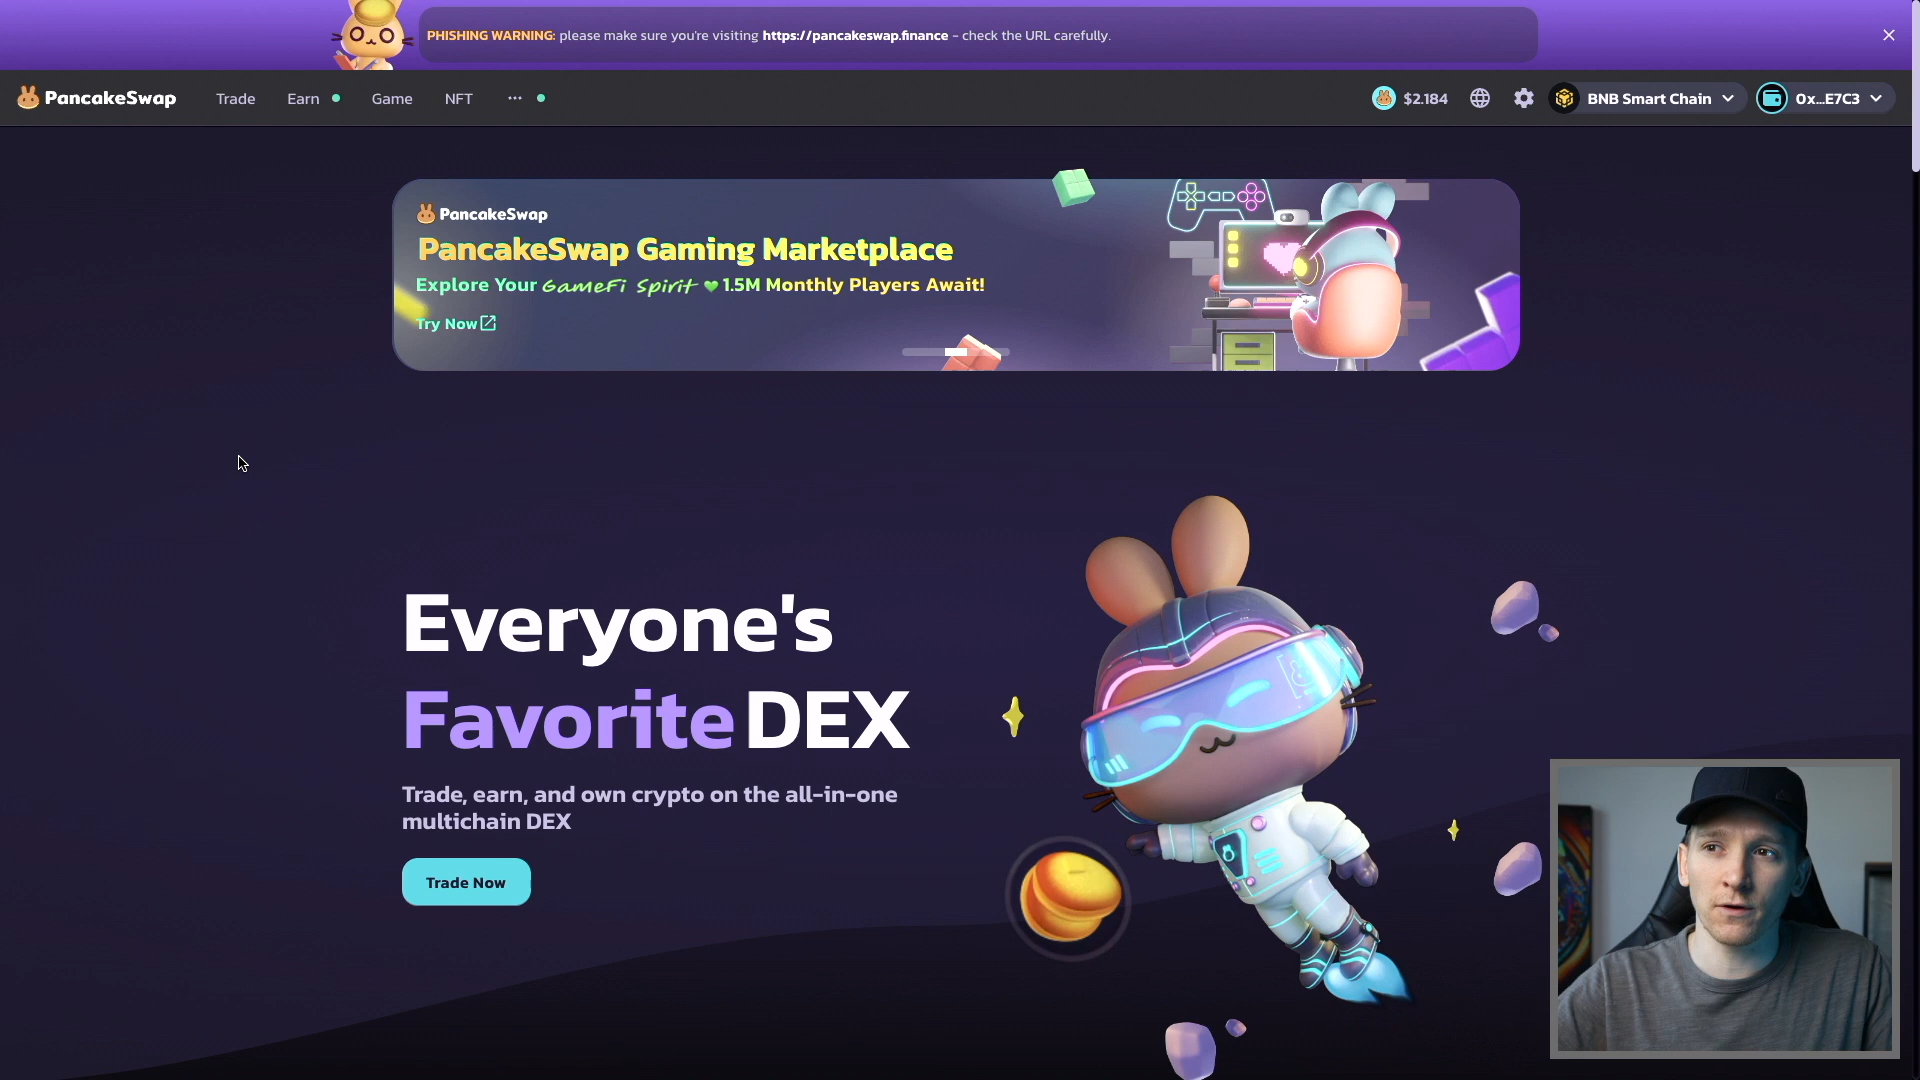 PHISHING WARNING: please make sure you're visiting https://pancakeswap.finance - check the URL carefully.
PancakeSwap
Trade
Earn
Game
NFT
$2.184
BNB Smart Chain
0x...E7C3
PancakeSwap
PancakeSwap Gaming Marketplace
Explore Your GameFi Spirit 💚 1.5M Monthly Players Await!
Try Now
Everyone's
Favorite DEX
Trade, earn, and own crypto on the all-in-one
multichain DEX
Trade Now